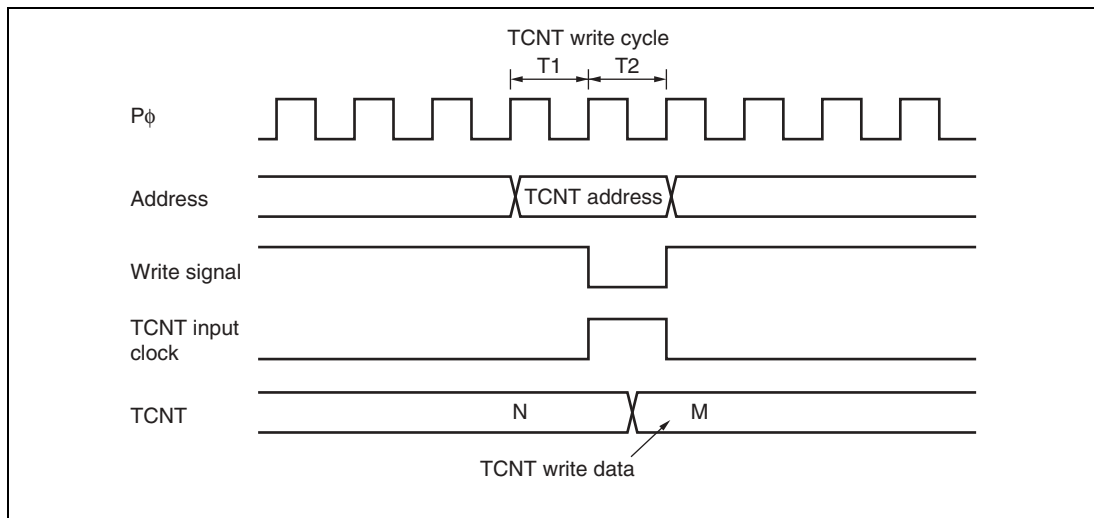 TCNT write cycle
T1 T2
Pϕ
Address
TCNT address
Write signal
TCNT input
clock
TCNT
N
M
TCNT write data